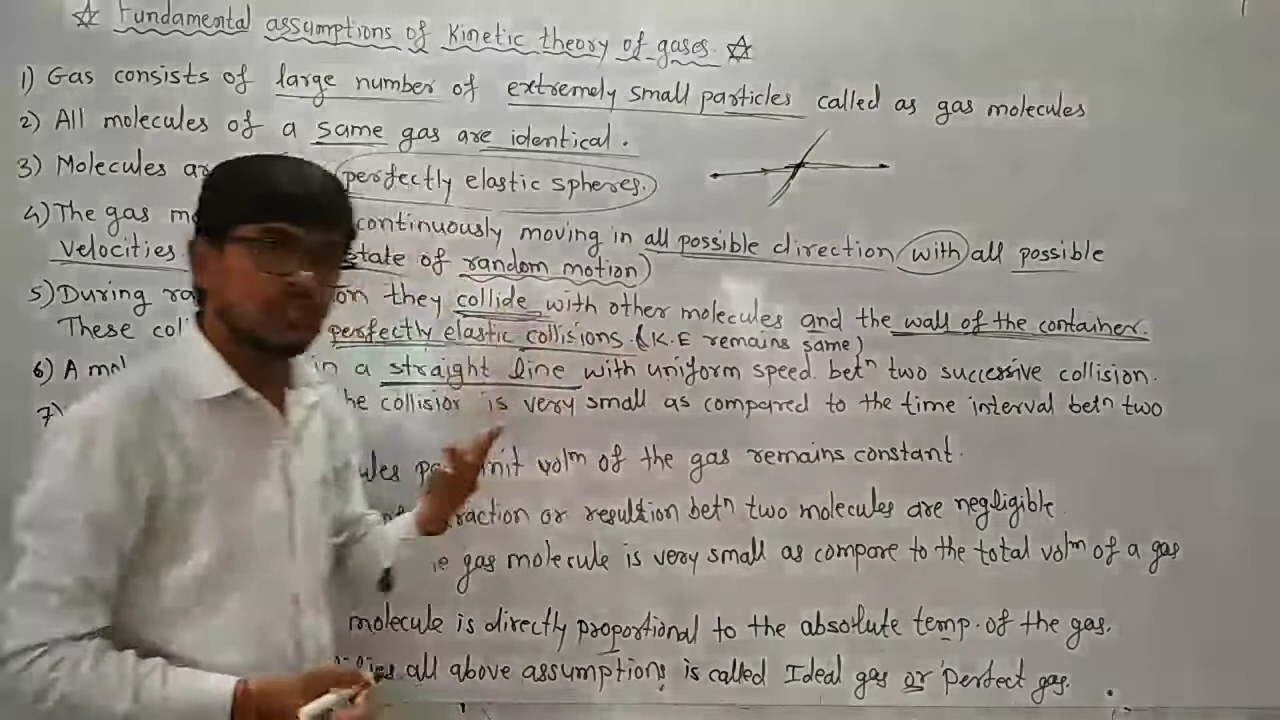 ☆ Fundamental assumptions of Kinetic theory of gases. ☆
1) Gas consists of large number of extremely small particles called as gas molecules
2) All molecules of a same gas are identical.
3) Molecules perfectly elastic spheres.
4) The gas continuously moving in all possible direction with all possible
velocities state of random motion)
5) During they collide with other molecules and the wall of the container.
These perfectly elastic collisions. (K.E remains same)
6) A in a straight line with uniform speed betn two successive collision.
7) collision is very small as compared to the time interval betn two
unit volm of the gas remains constant.
or betn two molecules are negligible
gas molecule is very small as compare to the total volm of a gas
molecule is directly proportional to the absolute temp. of the gas.
all above assumptions is called Ideal gas or perfect gas.